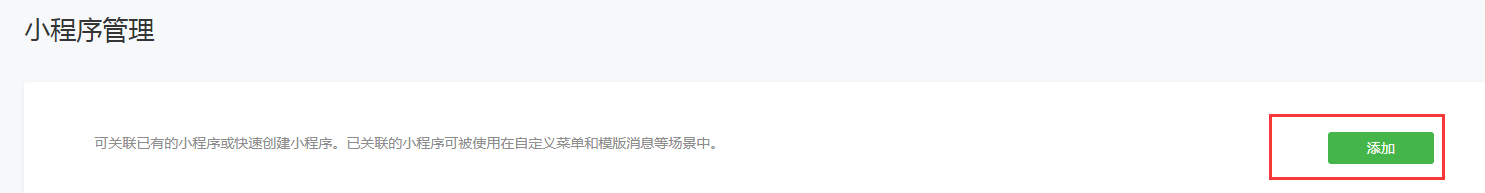 小程序管理
可关联已有的小程序或快速创建小程序。已关联的小程序可被使用在自定义菜单和模版消息等场景中。
添加